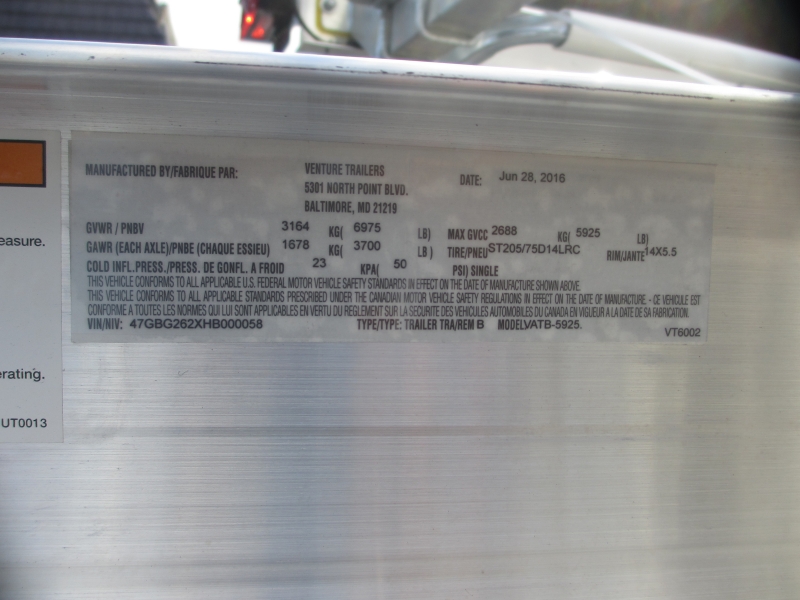 MANUFACTURED BY/FABRIQUE PAR: VENTURE TRAILERS DATE: Jun 28, 2016
5301 NORTH POINT BLVD.
BALTIMORE, MD 21219
GVWR / PNBV 3164 KG( 6975 LB) MAX GVCC 2688 KG( 5925 LB)
GAWR (EACH AXLE)/PNBE (CHAQUE ESSIEU) 1678 KG( 3700 LB) TIRE/PNEU ST205/75D14LRC RIM/JANTE 14X5.5
COLD INFL.PRESS./PRESS. DE GONFL. A FROID 23 KPA( 50 PSI) SINGLE
THIS VEHICLE CONFORMS TO ALL APPLICABLE U.S. FEDERAL MOTOR VEHICLE SAFETY STANDARDS IN EFFECT ON THE DATE OF MANUFACTURE SHOWN ABOVE.
THIS VEHICLE CONFORMS TO ALL APPLICABLE STANDARDS PRESCRIBED UNDER THE CANADIAN MOTOR VEHICLE SAFETY REGULATIONS IN EFFECT ON THE DATE OF MANUFACTURE. - CE VEHICULE EST
CONFORME A TOUTES LES NORMES QUI LUI SONT APPLICABLES EN VERTU DU REGLEMENT SUR LA SECURITE DES VEHICULES AUTOMOBILES DU CANADA EN VIGUEUR A LA DATE DE SA FABRICATION.
VIN/NIV: 47GBG262XHB000058 TYPE/TYPE: TRAILER TRA/REM B MODEL VATB-5925.
VT6002
easure.
erating.
UT0013